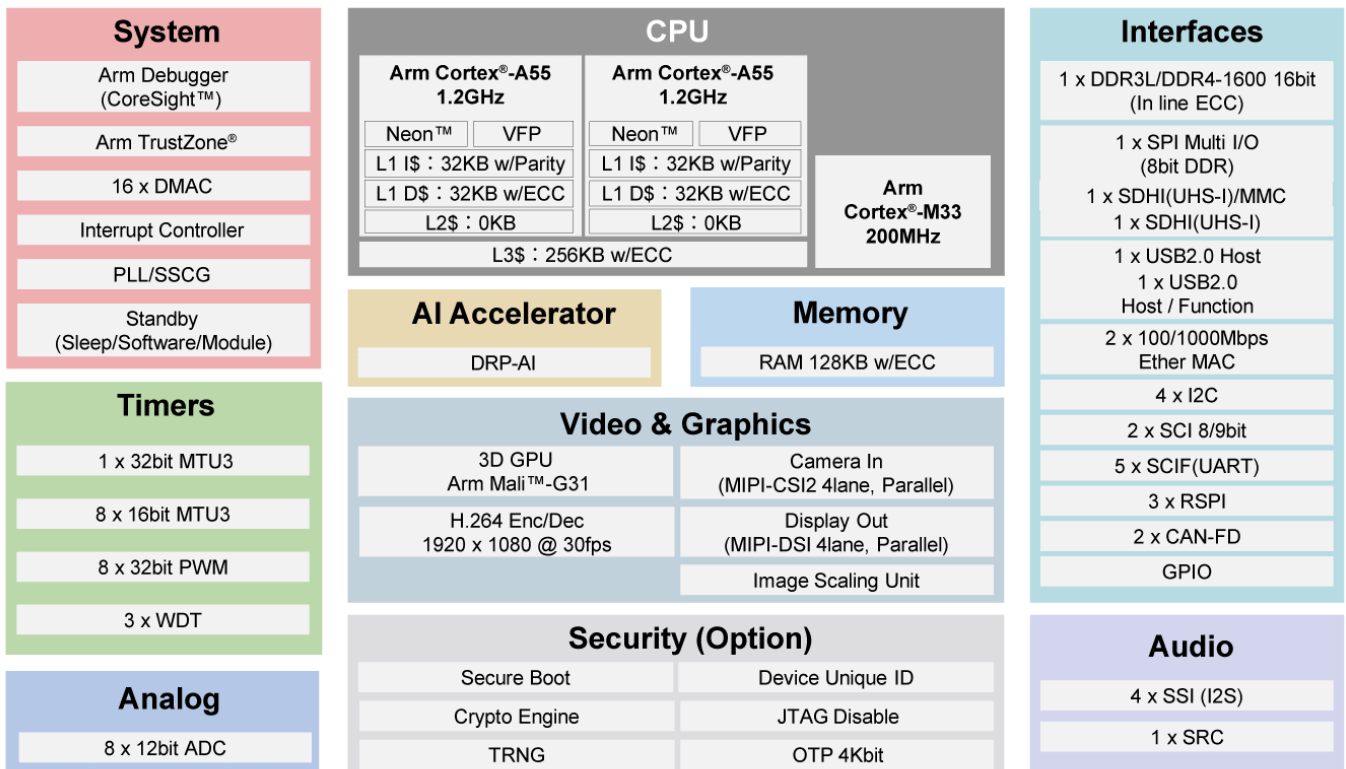 System
Arm Debugger
(CoreSight™)
Arm TrustZone®
16 x DMAC
Interrupt Controller
PLL/SSCG
Standby
(Sleep/Software/Module)
Timers
1 x 32bit MTU3
8 x 16bit MTU3
8 x 32bit PWM
3 x WDT
Analog
8 x 12bit ADC
CPU
Arm Cortex®-A55
1.2GHz
Neon™ VFP
L1 I$：32KB w/Parity
L1 D$：32KB w/ECC
L2$：0KB
Arm Cortex®-A55
1.2GHz
Neon™ VFP
L1 I$：32KB w/Parity
L1 D$：32KB w/ECC
L2$：0KB
L3$：256KB w/ECC
Arm
Cortex®-M33
200MHz
AI Accelerator
DRP-AI
Memory
RAM 128KB w/ECC
Video & Graphics
3D GPU
Arm Mali™-G31
H.264 Enc/Dec
1920 x 1080 @ 30fps
Camera In
(MIPI-CSI2 4lane, Parallel)
Display Out
(MIPI-DSI 4lane, Parallel)
Image Scaling Unit
Security (Option)
Secure Boot
Device Unique ID
Crypto Engine
JTAG Disable
TRNG
OTP 4Kbit
Interfaces
1 x DDR3L/DDR4-1600 16bit
(In line ECC)
1 x SPI Multi I/O
(8bit DDR)
1 x SDHI(UHS-I)/MMC
1 x SDHI(UHS-I)
1 x USB2.0 Host
1 x USB2.0
Host / Function
2 x 100/1000Mbps
Ether MAC
4 x I2C
2 x SCI 8/9bit
5 x SCIF(UART)
3 x RSPI
2 x CAN-FD
GPIO
Audio
4 x SSI (I2S)
1 x SRC